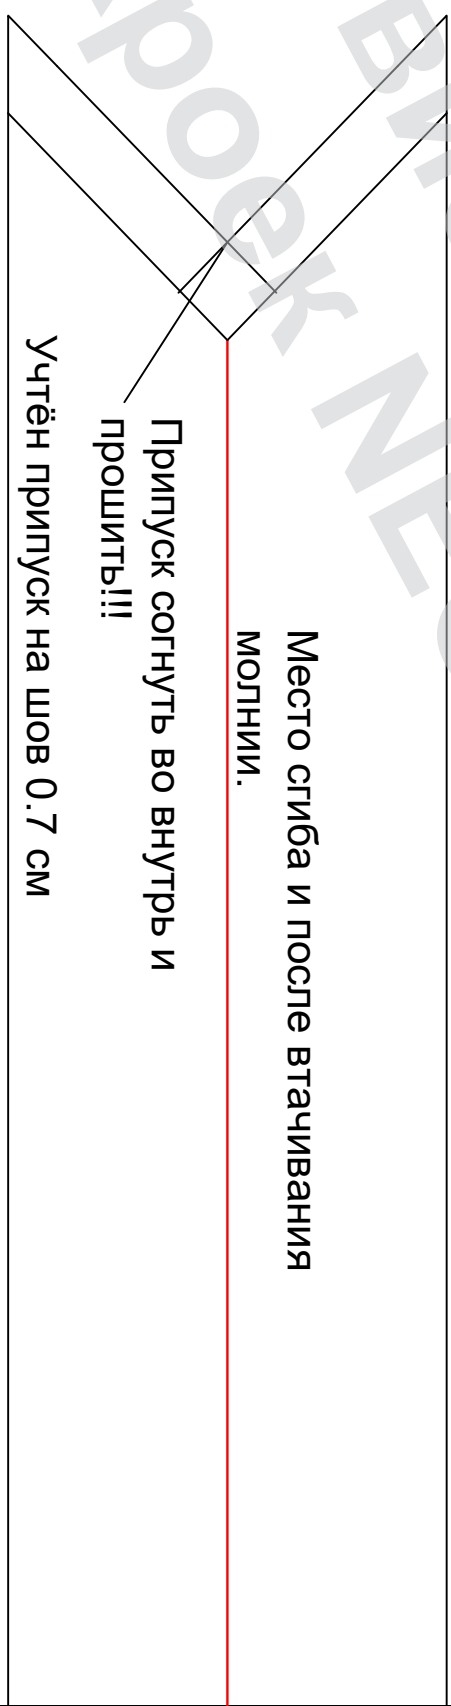 Место сгиба и после втачивания
молнии.
Припуск согнуть во внутрь и
прошить!!!
Учтён припуск на шов 0.7 см